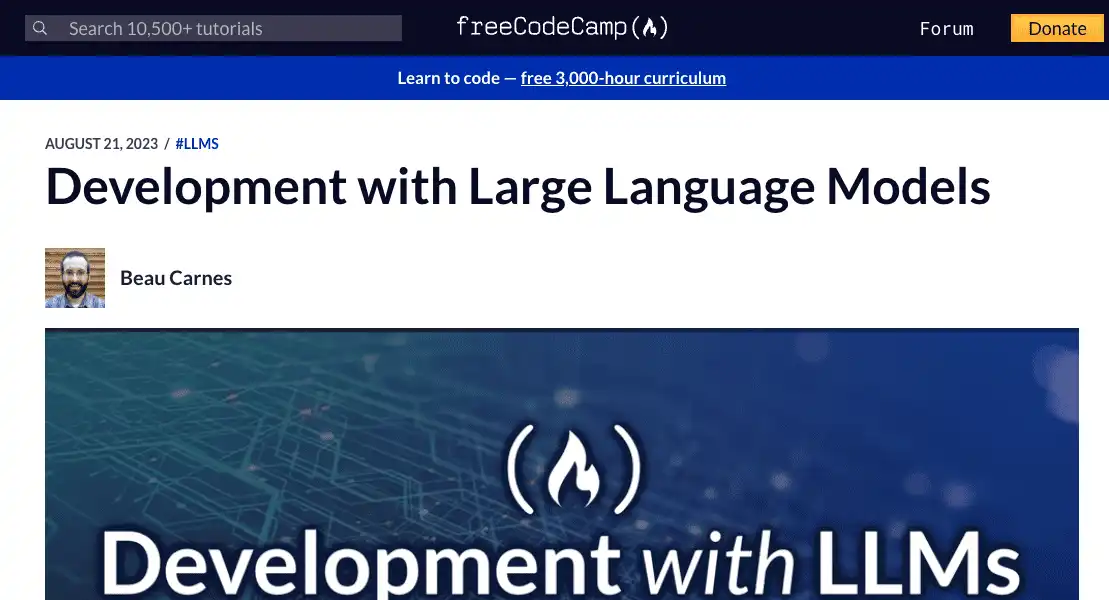 Search 10,500+ tutorials
freeCodeCamp
Forum
Donate
Learn to code — free 3,000-hour curriculum
AUGUST 21, 2023 / #LLMS
Development with Large Language Models
Beau Carnes
Development with LLMs